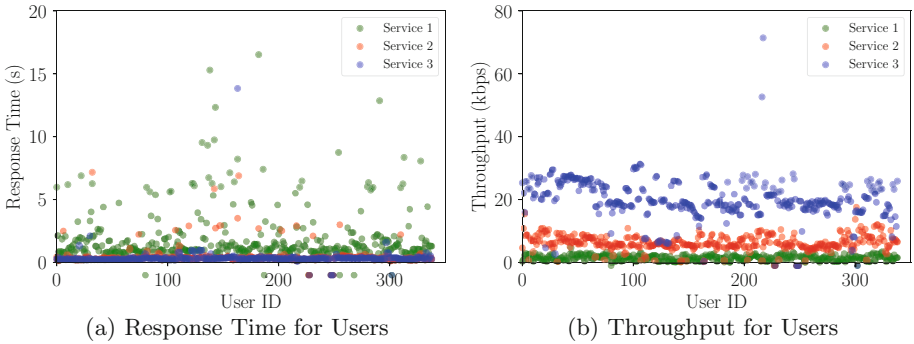 20
15
10
5
0
0
100
200
300
Response Time (s)
User ID
Service 1
Service 2
Service 3
(a) Response Time for Users
80
60
40
20
0
0
100
200
300
Throughput (kbps)
User ID
Service 1
Service 2
Service 3
(b) Throughput for Users